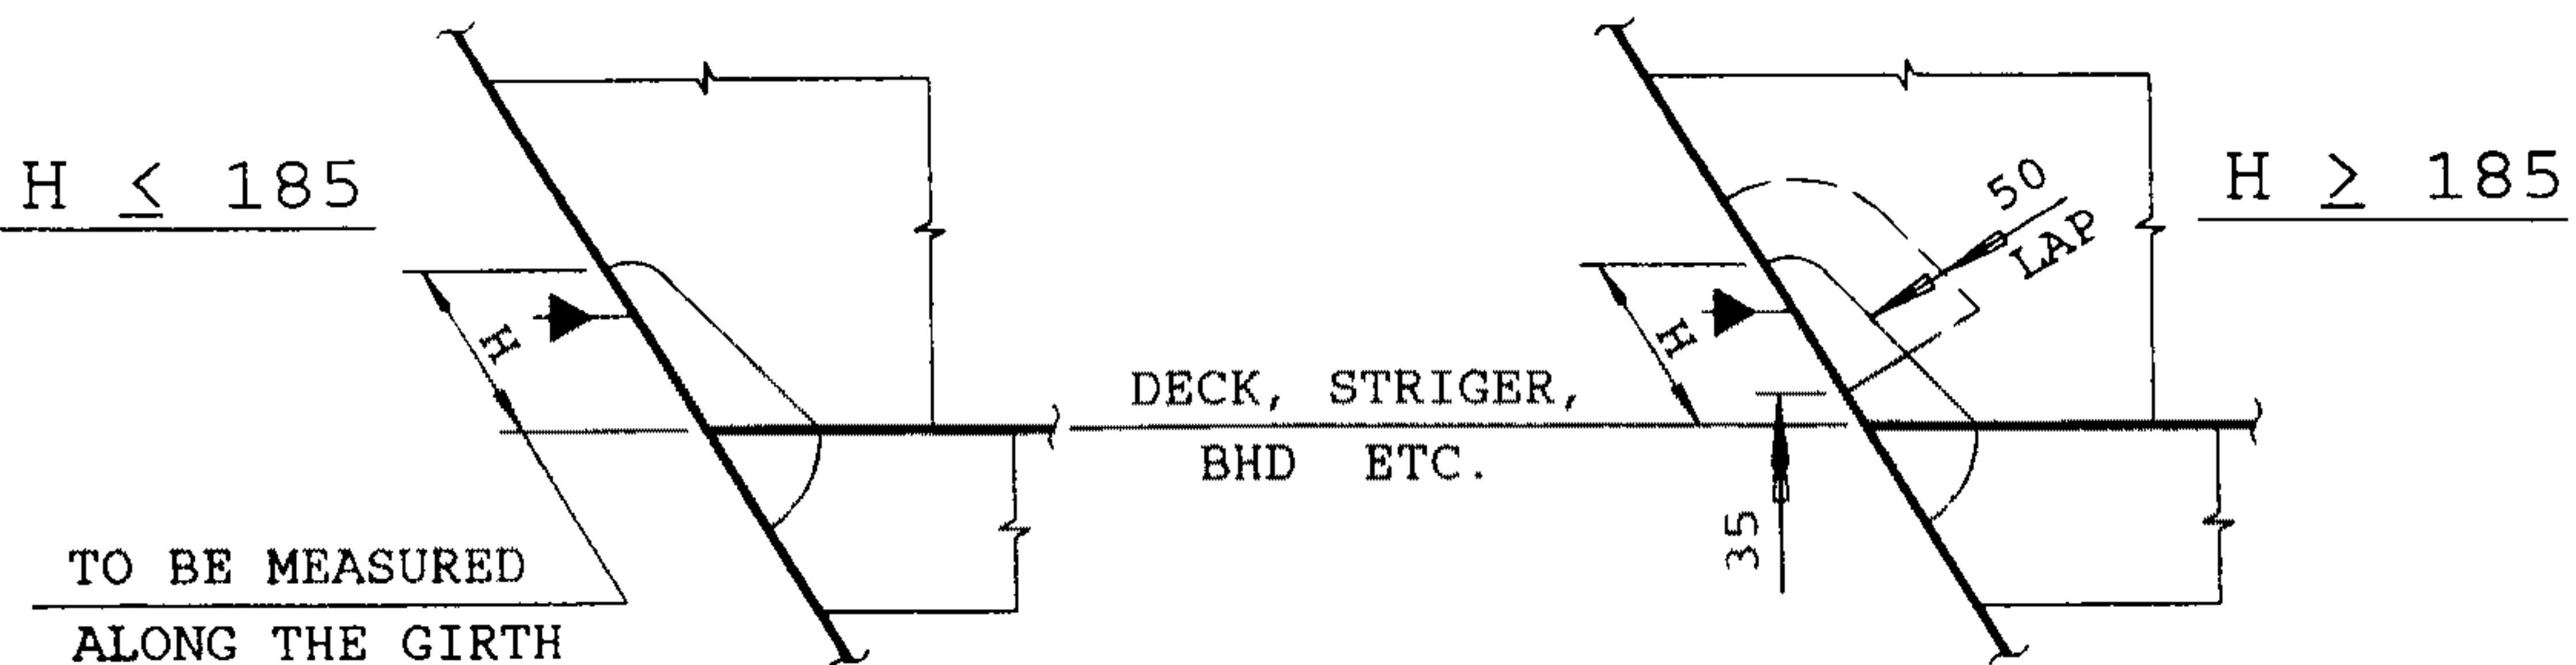 H ≤ 185
H
TO BE MEASURED
ALONG THE GIRTH
DECK, STRIGER,
BHD ETC.
H
35
50
LAP
H ≥ 185